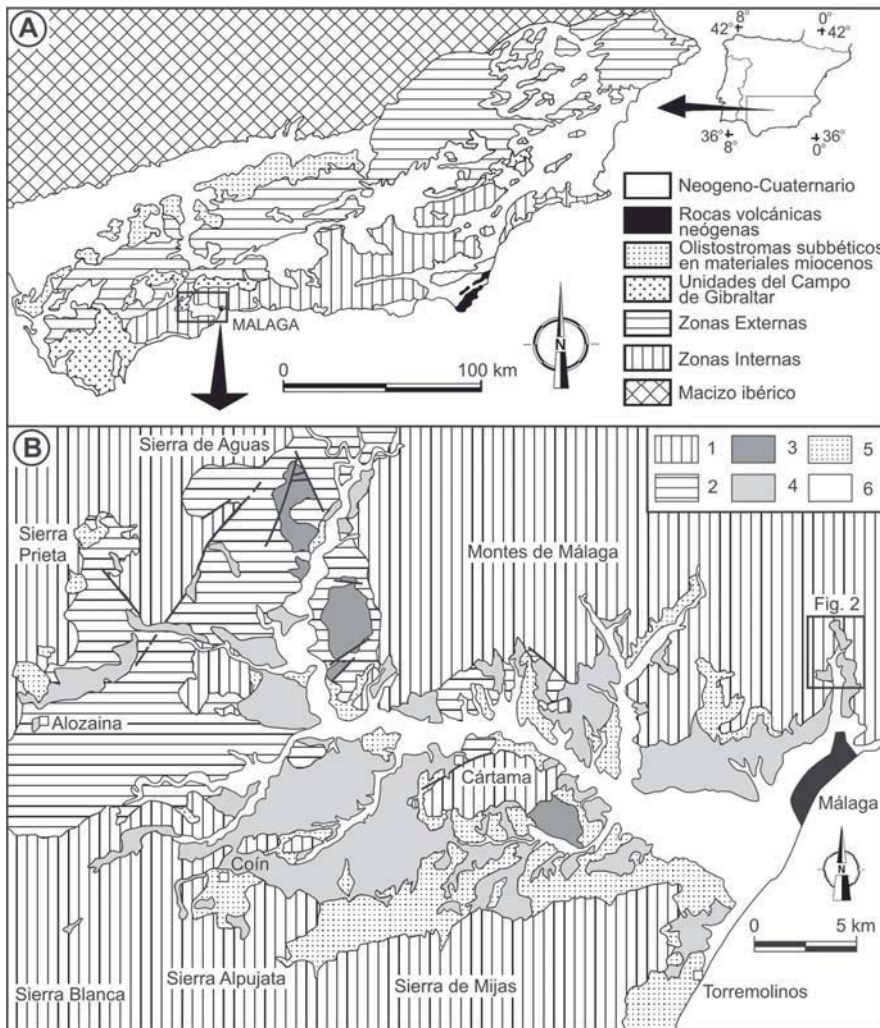 A
8°
0°
42°
42°
36°
36°
8°
0°
Neogeno-Cuaternario
Rocas volcánicas
neógenas
Olistostromas subbéticos
en materiales miocenos
Unidades del Campo
de Gibraltar
Zonas Externas
Zonas Internas
Macizo ibérico
MALAGA
N
0
100 km
B
Sierra de Aguas
1
3
5
2
4
6
Sierra
Prieta
Montes de Málaga
Fig. 2
Alozaina
Cártama
Málaga
Coín
N
0
5 km
Sierra Blanca
Sierra Alpujata
Sierra de Mijas
Torremolinos